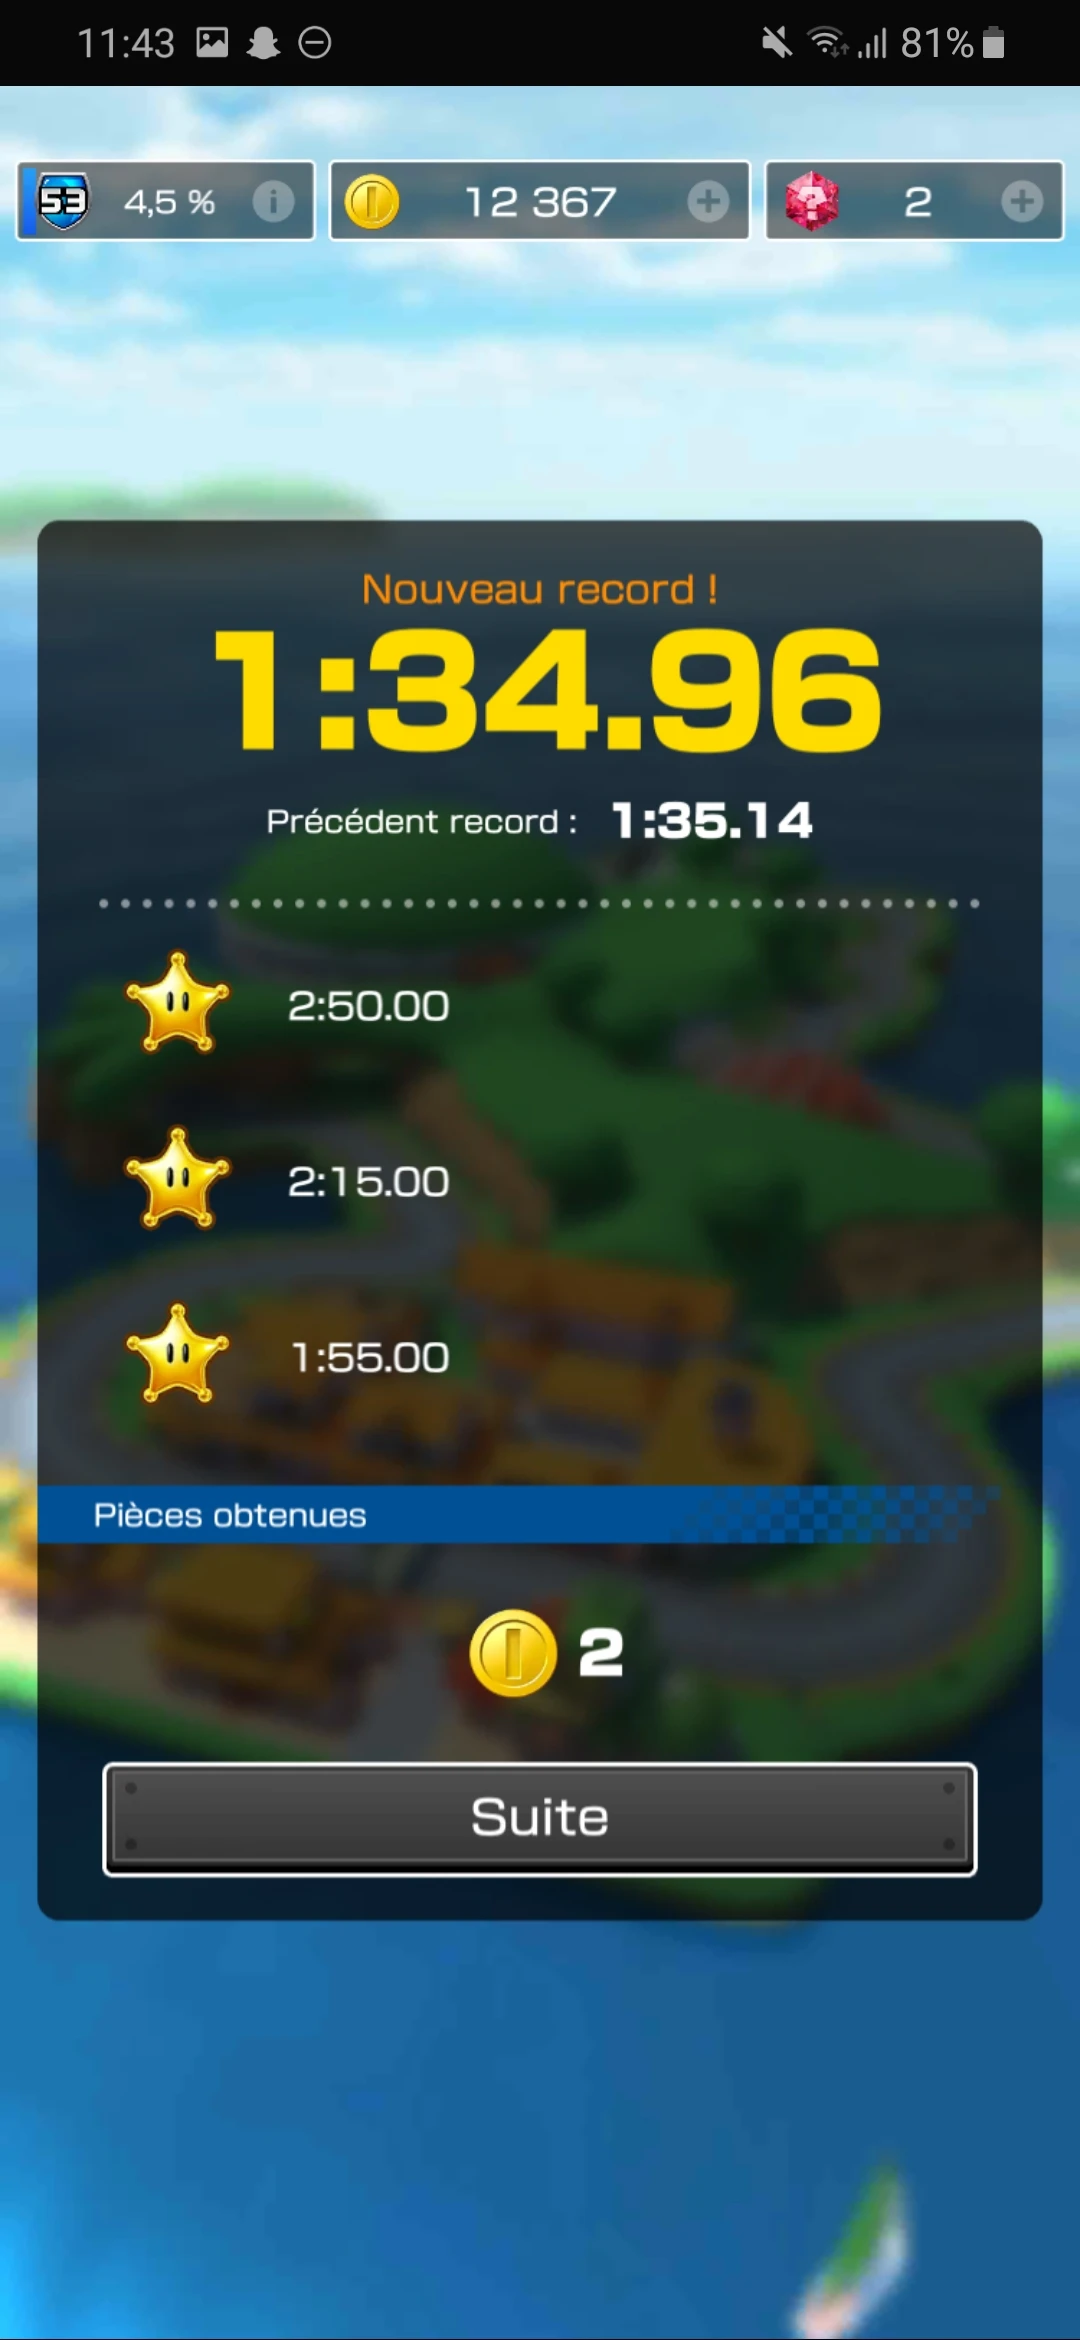 11:43 81%
53 4,5 % 12 367 2
Nouveau record !
1:34.96
Précédent record : 1:35.14
2:50.00
2:15.00
1:55.00
Pièces obtenues
2
Suite